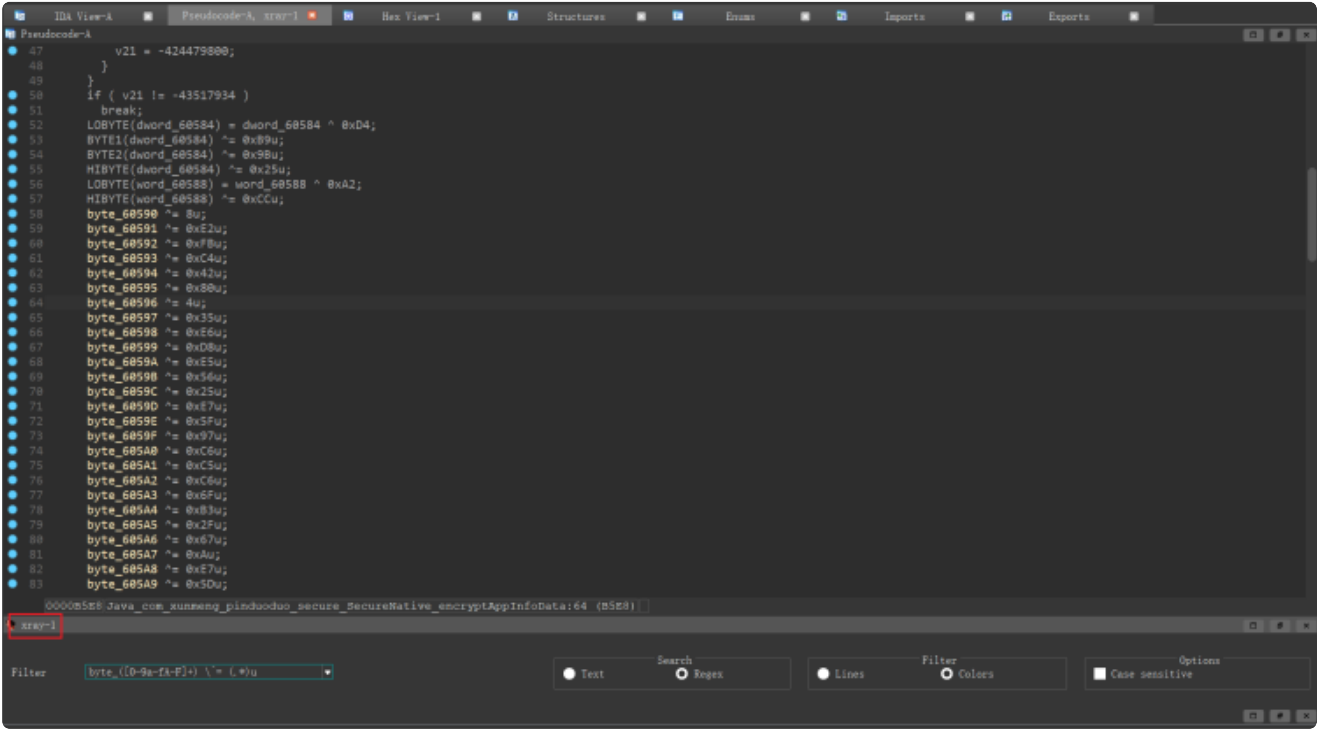 IDA View-A Pseudocode-A, xray-1 Hex View-1 Structures Enums Imports Exports
Pseudocode-A
47 v21 = -424479800;
48 }
49 }
50 if ( v21 != -43517934 )
51 break;
52 LOBYTE(dword_60584) = dword_60584 ^ 0xD4;
53 BYTE1(dword_60584) ^= 0xB9u;
54 BYTE2(dword_60584) ^= 0x9Bu;
55 HIBYTE(dword_60584) ^= 0x25u;
56 LOBYTE(word_60588) = word_60588 ^ 0xA2;
57 HIBYTE(word_60588) ^= 0xCCu;
58 byte_60590 ^= 8u;
59 byte_60591 ^= 0xE2u;
60 byte_60592 ^= 0xF8u;
61 byte_60593 ^= 0xC4u;
62 byte_60594 ^= 0x42u;
63 byte_60595 ^= 0x80u;
64 byte_60596 ^= 4u;
65 byte_60597 ^= 0x35u;
66 byte_60598 ^= 0xE6u;
67 byte_60599 ^= 0xD8u;
68 byte_6059A ^= 0xE5u;
69 byte_6059B ^= 0x56u;
70 byte_6059C ^= 0x25u;
71 byte_6059D ^= 0xE7u;
72 byte_6059E ^= 0x5Fu;
73 byte_6059F ^= 0x97u;
74 byte_605A0 ^= 0xC6u;
75 byte_605A1 ^= 0xC5u;
76 byte_605A2 ^= 0xC6u;
77 byte_605A3 ^= 0x6Fu;
78 byte_605A4 ^= 0xB3u;
79 byte_605A5 ^= 0x2Fu;
80 byte_605A6 ^= 0x67u;
81 byte_605A7 ^= 0xAu;
82 byte_605A8 ^= 0xE7u;
83 byte_605A9 ^= 0x5Du;
0000B5E8 Java_com_xunmeng_pinduoduo_secure_SecureNative_encryptAppInfoData:64 (B5E8)
xray-1
Search Filter Options
Filter byte_([0-9a-fA-F]+) \^= (.*)u Text Regex Lines Colors Case sensitive